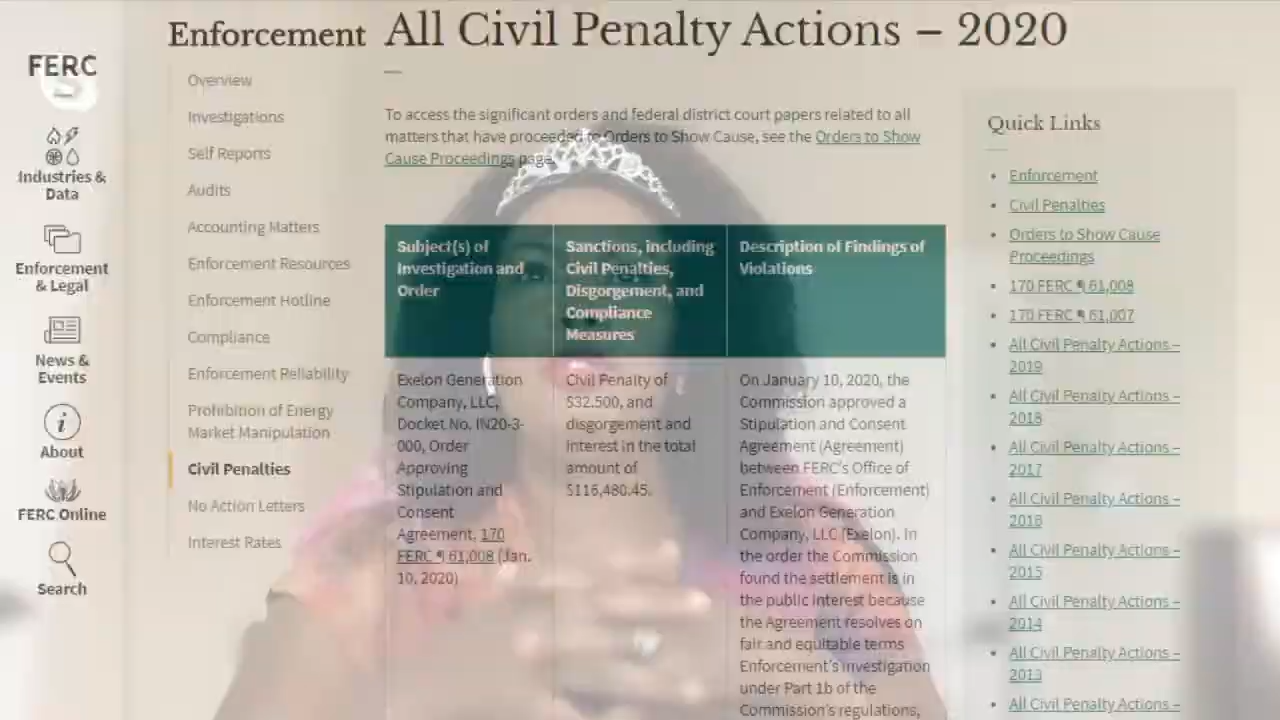 FERC
Industries &
Data
Enforcement
& Legal
News &
Events
About
FERC Online
Search
Enforcement
Overview
Investigations
Self Reports
Audits
Accounting Matters
Enforcement Resources
Enforcement Hotline
Compliance
Enforcement Reliability
Prohibition of Energy
Market Manipulation
Civil Penalties
No Action Letters
Interest Rates
All Civil Penalty Actions – 2020
To access the significant orders and federal district court papers related to all
matters that have proceeded to Orders to Show Cause, see the Orders to Show
Cause Proceedings page.
Subject(s) of
Investigation and
Order
Sanctions, including
Civil Penalties,
Disgorgement, and
Compliance
Measures
Description of Findings of
Violations
Exelon Generation
Company, LLC,
Docket No. IN20-3-
000, Order
Approving
Stipulation and
Consent
Agreement, 170
FERC ¶ 61,008 (Jan.
10, 2020)
Civil Penalty of
$32,500, and
disgorgement and
interest in the total
amount of
$116,480.45.
On January 10, 2020, the
Commission approved a
Stipulation and Consent
Agreement (Agreement)
between FERC's Office of
Enforcement (Enforcement)
and Exelon Generation
Company, LLC (Exelon). In
the order the Commission
found the settlement is in
the public interest because
the Agreement resolves on
fair and equitable terms
Enforcement's investigation
under Part 1b of the
Commission's regulations,
Quick Links
Enforcement
Civil Penalties
Orders to Show Cause
Proceedings
170 FERC ¶ 61,008
170 FERC ¶ 61,007
All Civil Penalty Actions –
2019
All Civil Penalty Actions –
2018
All Civil Penalty Actions –
2017
All Civil Penalty Actions –
2016
All Civil Penalty Actions –
2015
All Civil Penalty Actions –
2014
All Civil Penalty Actions –
2013
All Civil Penalty Actions –